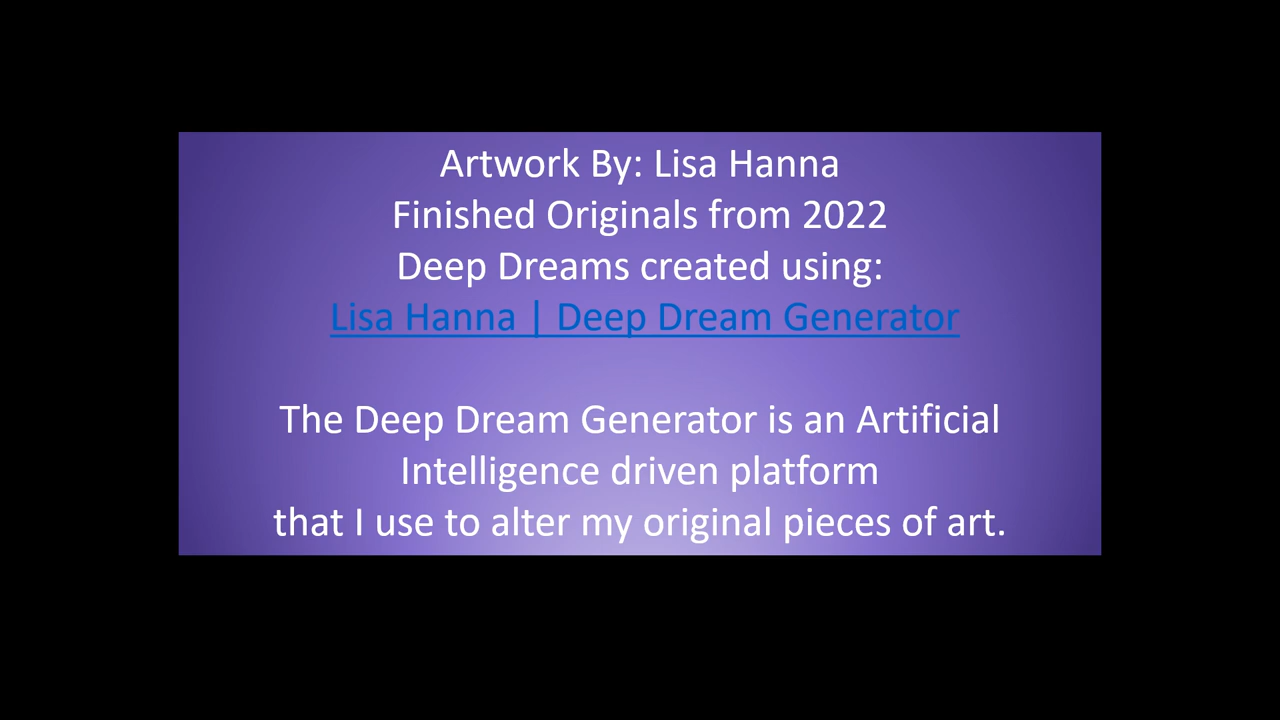 Artwork By: Lisa Hanna
Finished Originals from 2022
Deep Dreams created using:
Lisa Hanna | Deep Dream Generator
The Deep Dream Generator is an Artificial
Intelligence driven platform
that I use to alter my original pieces of art.